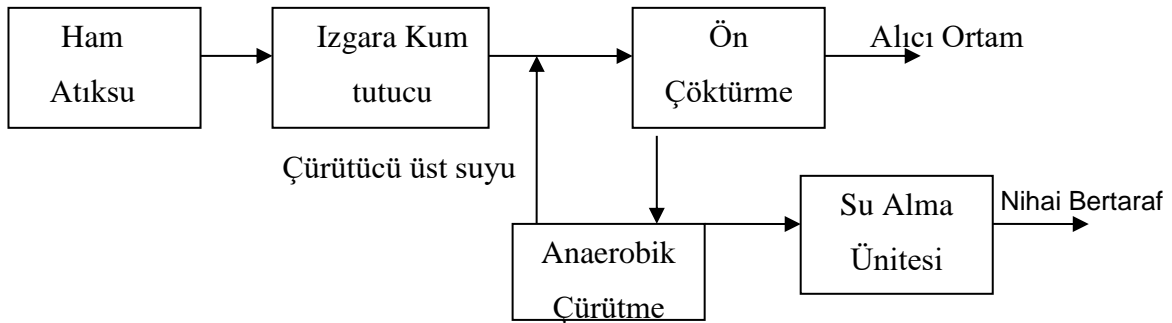 Ham
Atıksu
Izgara Kum
tutucu
Ön
Çöktürme
Alıcı Ortam
Çürütücü üst suyu
Anaerobik
Çürütme
Su Alma
Ünitesi
Nihai Bertaraf